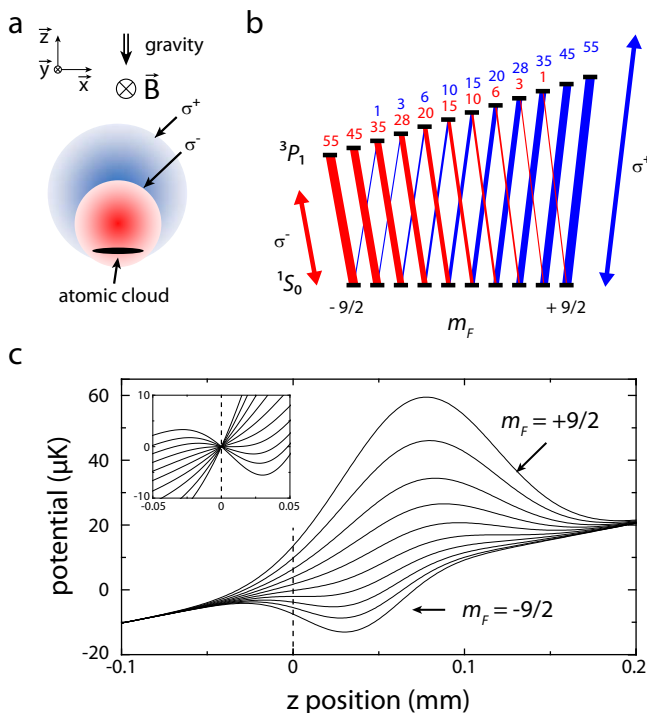 a
z
y
x
gravity
B
σ+
σ-
atomic cloud
b
1 3 6 10 15 20 28 35 45 55
55 45 35 28 20 15 10 6 3 1
³P₁
σ-
σ+
¹S₀
- 9/2
+ 9/2
mF
c
potential (μK)
60
40
20
0
-20
10
0
-10
-0.05
0
0.05
mF = +9/2
mF = -9/2
-0.1
0
0.1
0.2
z position (mm)